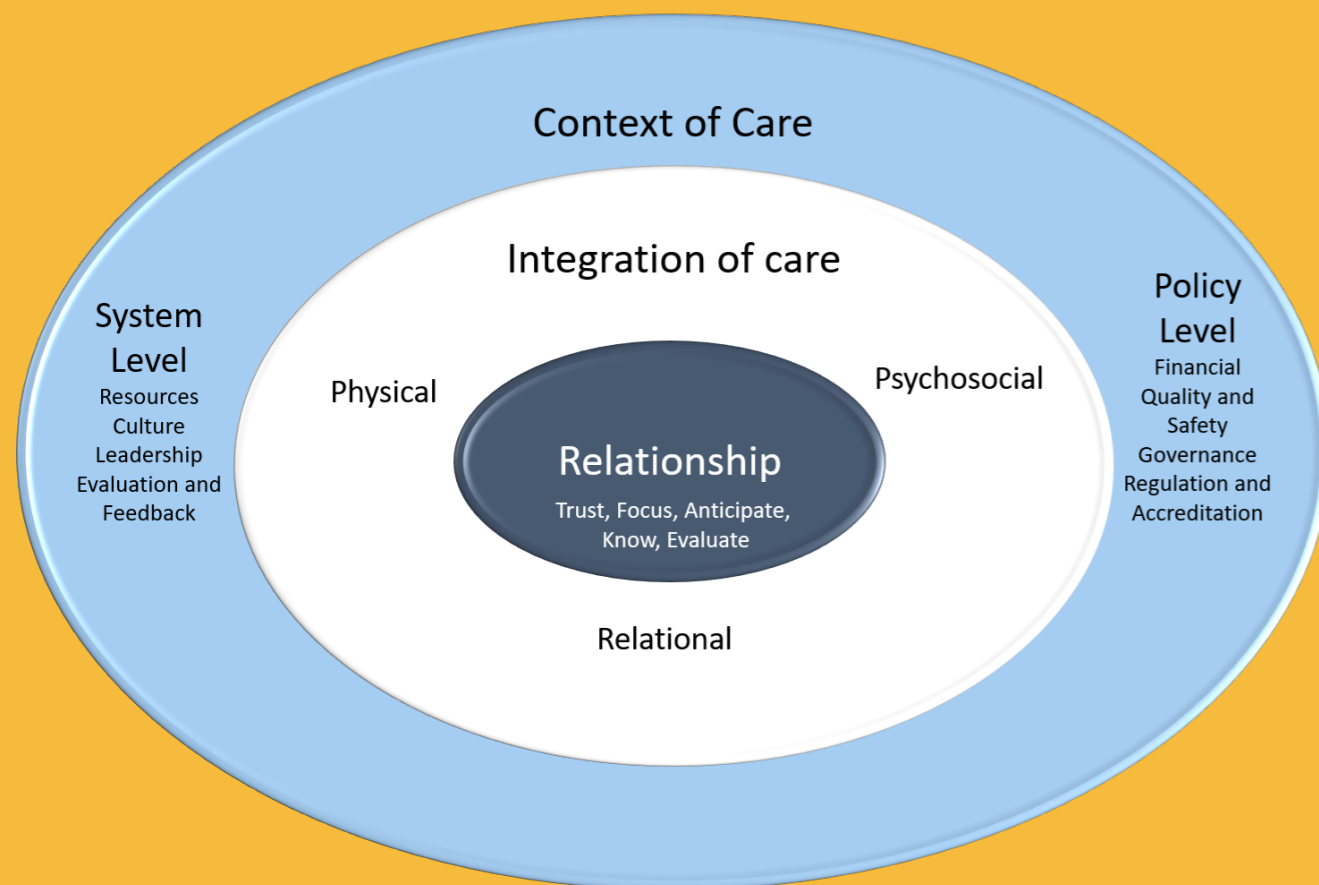 Context of Care
Integration of care
System
Level
Resources
Culture
Leadership
Evaluation and
Feedback
Physical
Relationship
Trust, Focus, Anticipate,
Know, Evaluate
Psychosocial
Relational
Policy
Level
Financial
Quality and
Safety
Governance
Regulation and
Accreditation